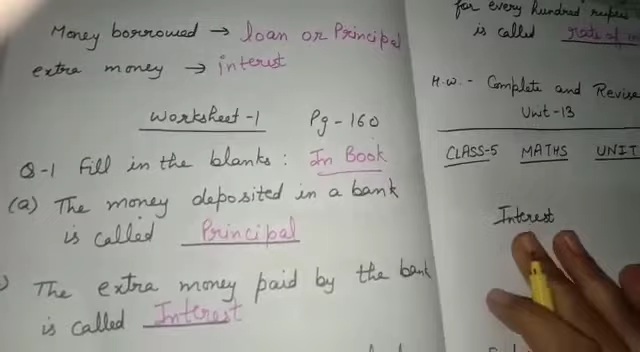 Money borrowed → loan or Principal
extra money → interest
Worksheet-1 Pg-160
Q-1 Fill in the blanks: In Book
(a) The money deposited in a bank
is called Principal
) The extra money paid by the bank
is called Interest
for every hundred rupees
is called rate of
H.W.- Complete and Revise
Unit-13
CLASS-5 MATHS UNIT
Interest